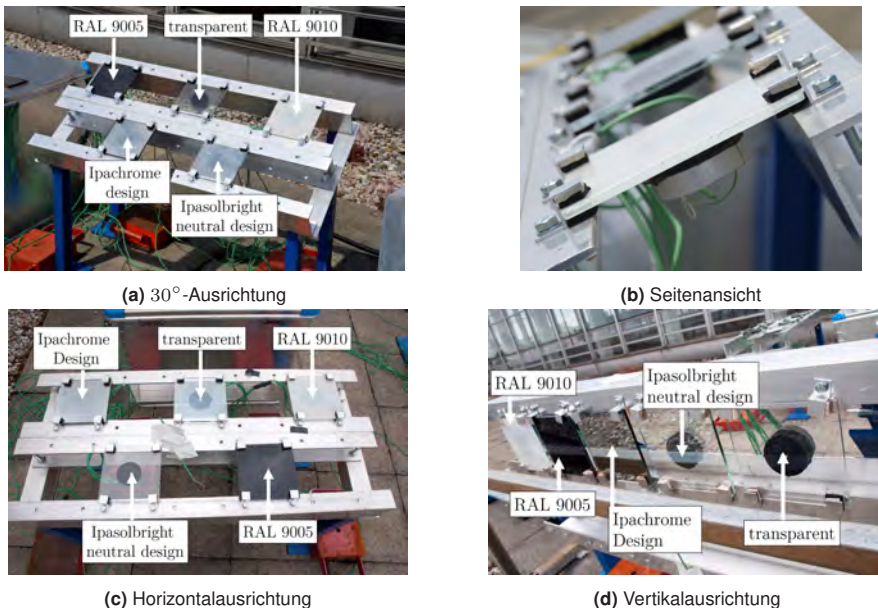 RAL 9005
transparent
RAL 9010
Ipachrome
design
Ipasolbright
neutral design
(a) 30°-Ausrichtung
(b) Seitenansicht
Ipachrome
Design
transparent
RAL 9010
Ipasolbright
neutral design
RAL 9005
(c) Horizontalausrichtung
RAL 9010
Ipasolbright
neutral design
RAL 9005
Ipachrome
Design
transparent
(d) Vertikalausrichtung